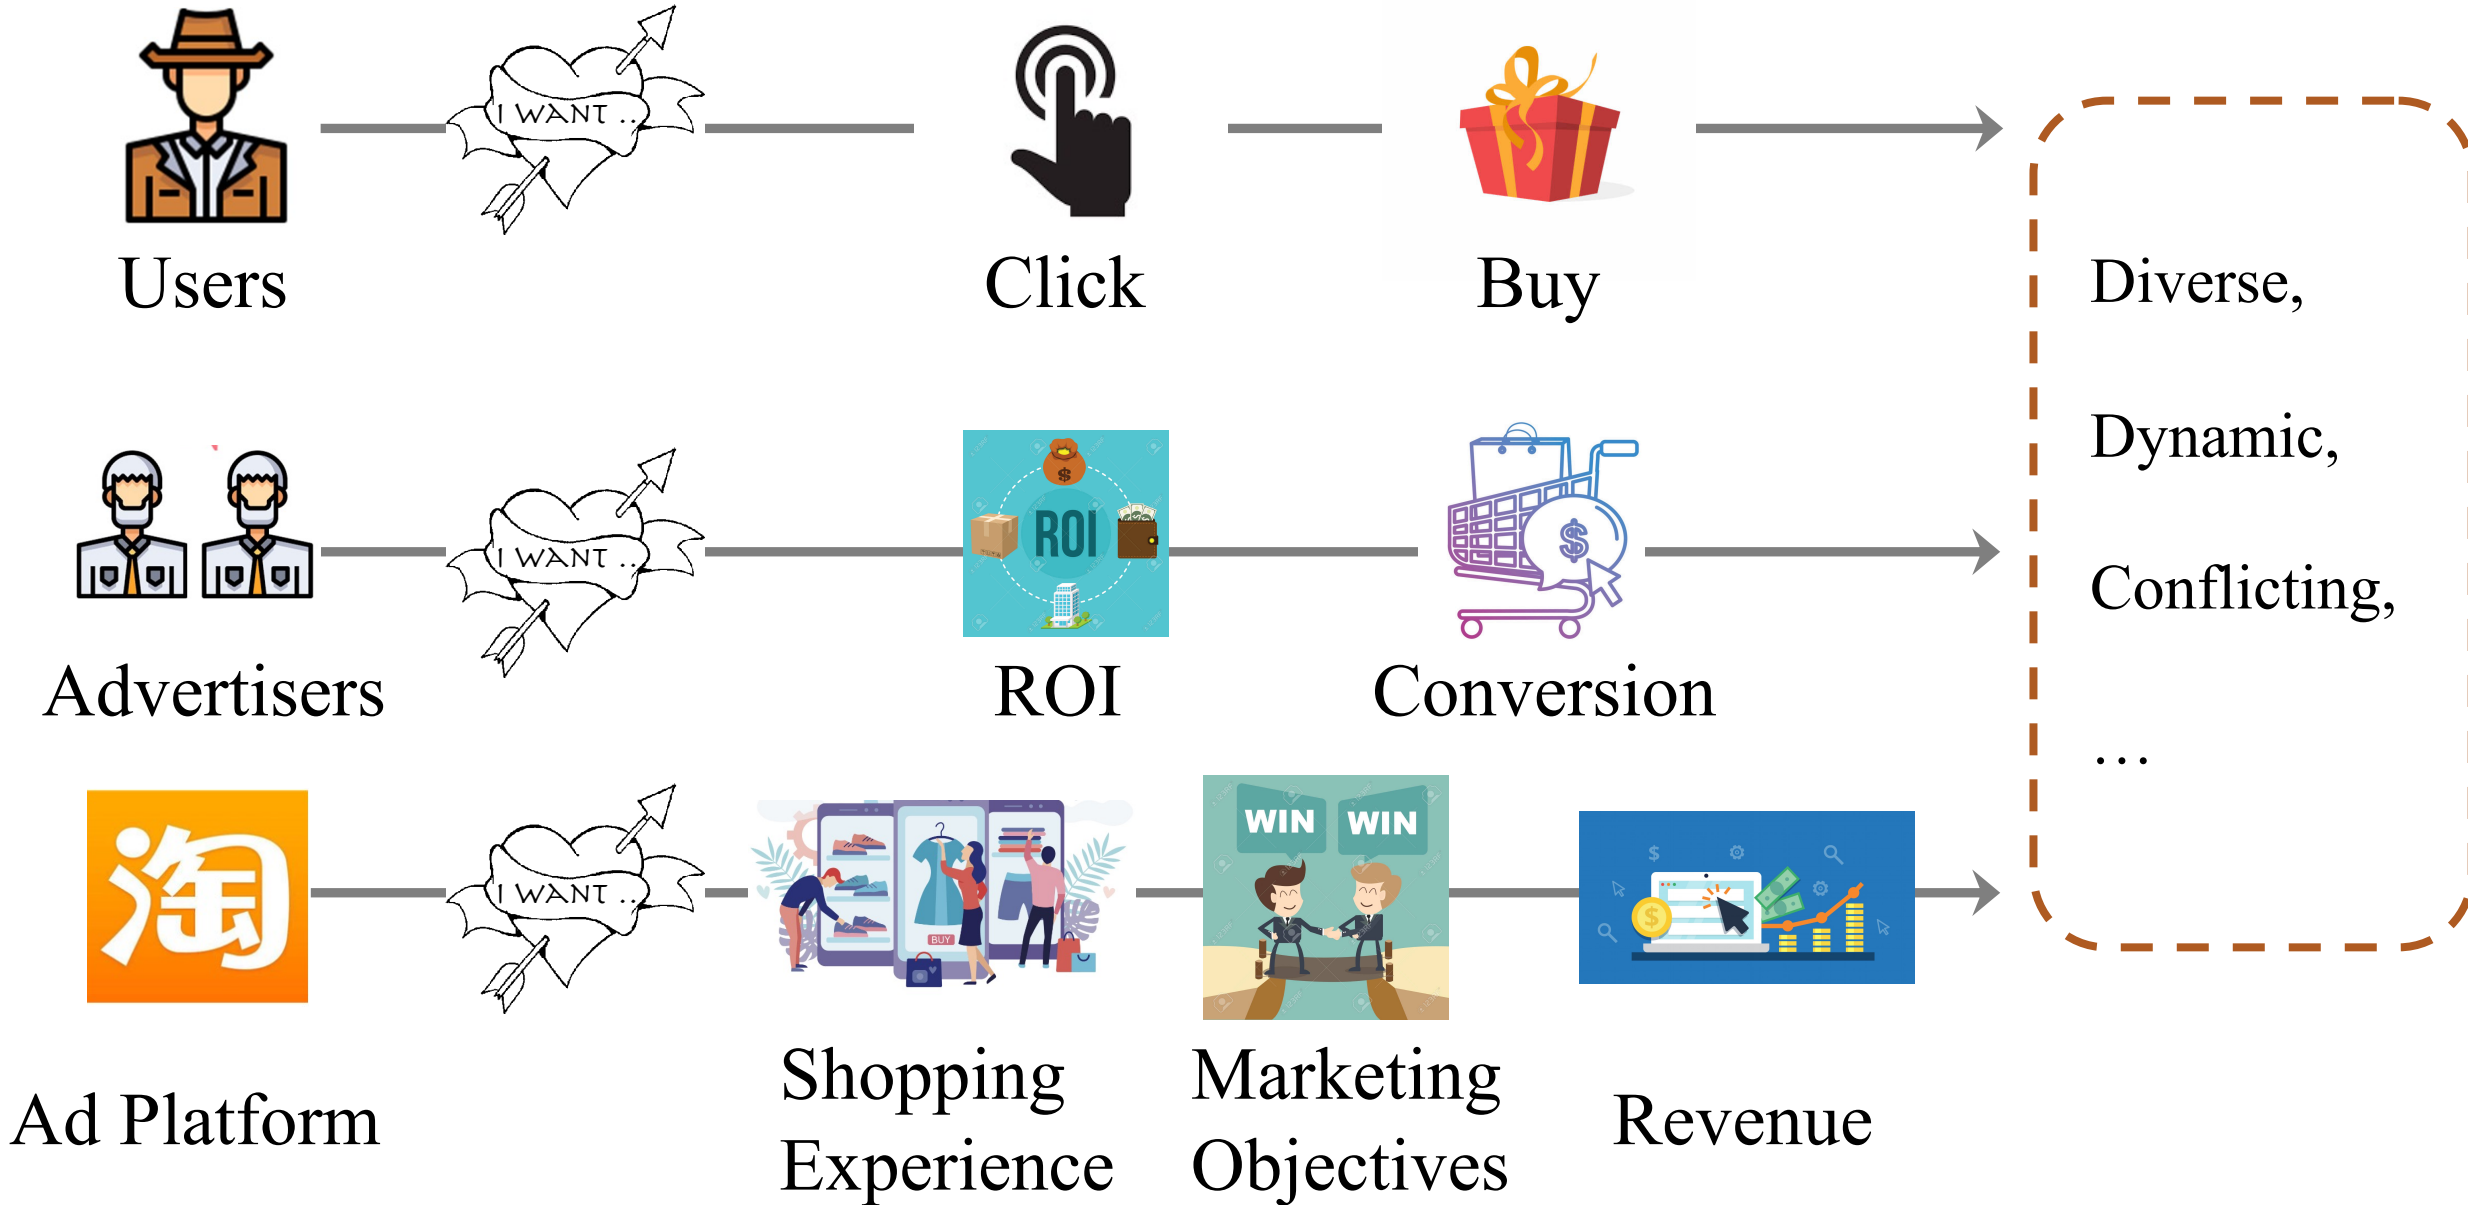 I WANT ..
Users
Click
Buy
Diverse,
Dynamic,
Conflicting,
...
I WANT ..
ROI
$
$
Advertisers
ROI
Conversion
淘
I WANT ..
BUY
WIN
WIN
$
$
Ad Platform
Shopping
Experience
Marketing
Objectives
Revenue